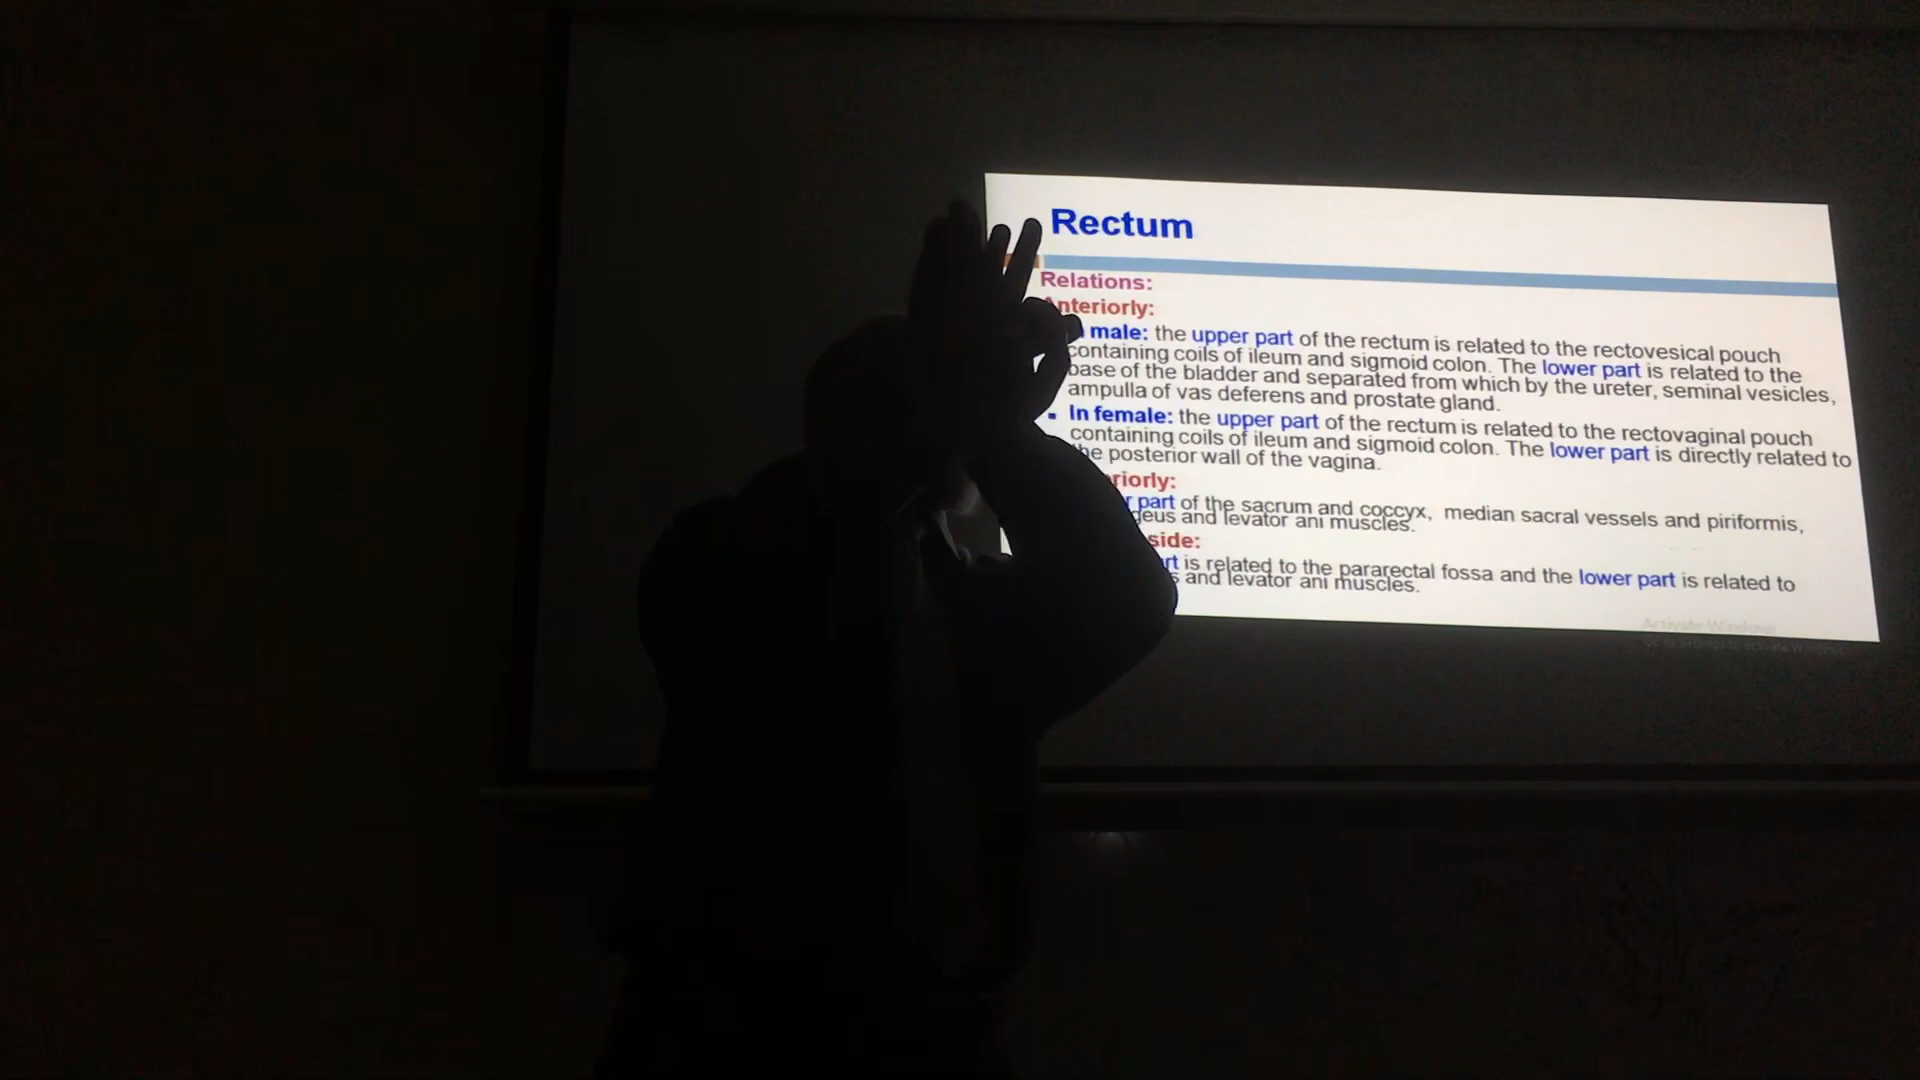 Rectum
Relations:
Anteriorly:
male: the upper part of the rectum is related to the rectovesical pouch
containing coils of ileum and sigmoid colon. The lower part is related to the
base of the bladder and separated from which by the ureter, seminal vesicles,
ampulla of vas deferens and prostate gland.
▪ In female: the upper part of the rectum is related to the rectovaginal pouch
containing coils of ileum and sigmoid colon. The lower part is directly related to
the posterior wall of the vagina.
riorly:
part of the sacrum and coccyx, median sacral vessels and piriformis,
geus and levator ani muscles.
side:
rt is related to the pararectal fossa and the lower part is related to
s and levator ani muscles.
Activate Windows